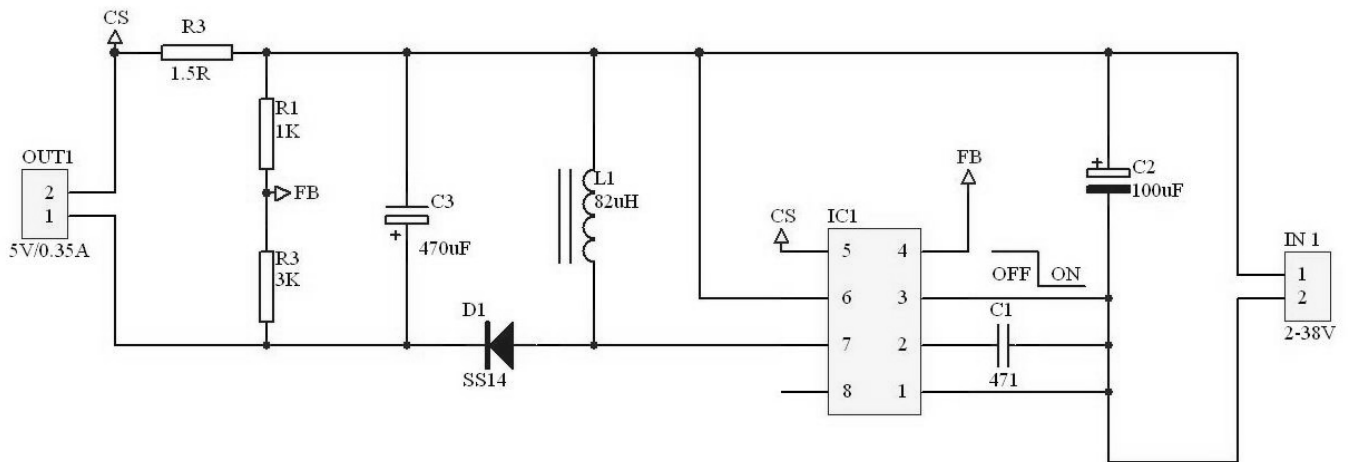 CS
R3
1.5R
R1
1K
OUT1
2
1
5V/0.35A
FB
R3
3K
C3
470uF
L1
82uH
D1
SS14
CS
IC1
5 4
6 3
7 2
8 1
FB
OFF ON
C1
471
C2
100uF
IN 1
1
2
2-38V
+
+